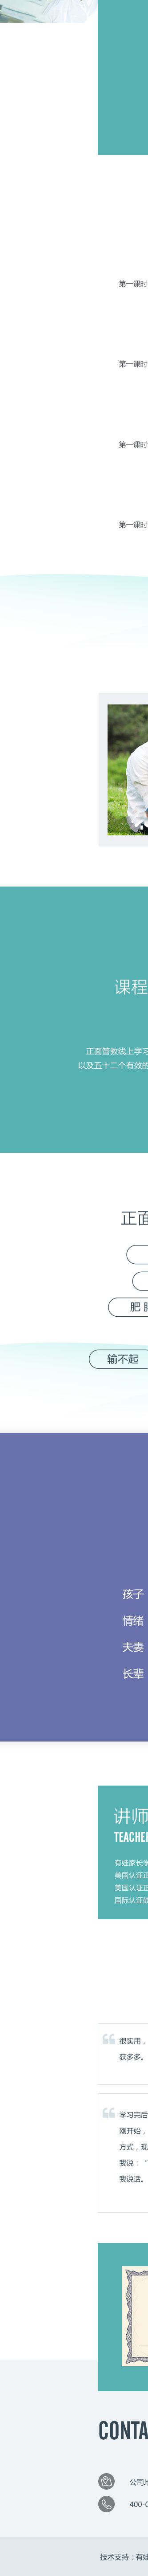 第一课时
第一课时
第一课时
第一课时
课程
正面管教线上学习
以及五十二个有效的
正面
肥
输不起
孩子
情绪
夫妻
长辈
讲师
TEACHER
有娃家长学
美国认证正
美国认证正
国际认证鼓
很实用，
获多多。
学习完后
刚开始，
方式，现
我说：“
我说话。
CONTA
公司地
400-0
技术支持：有娃